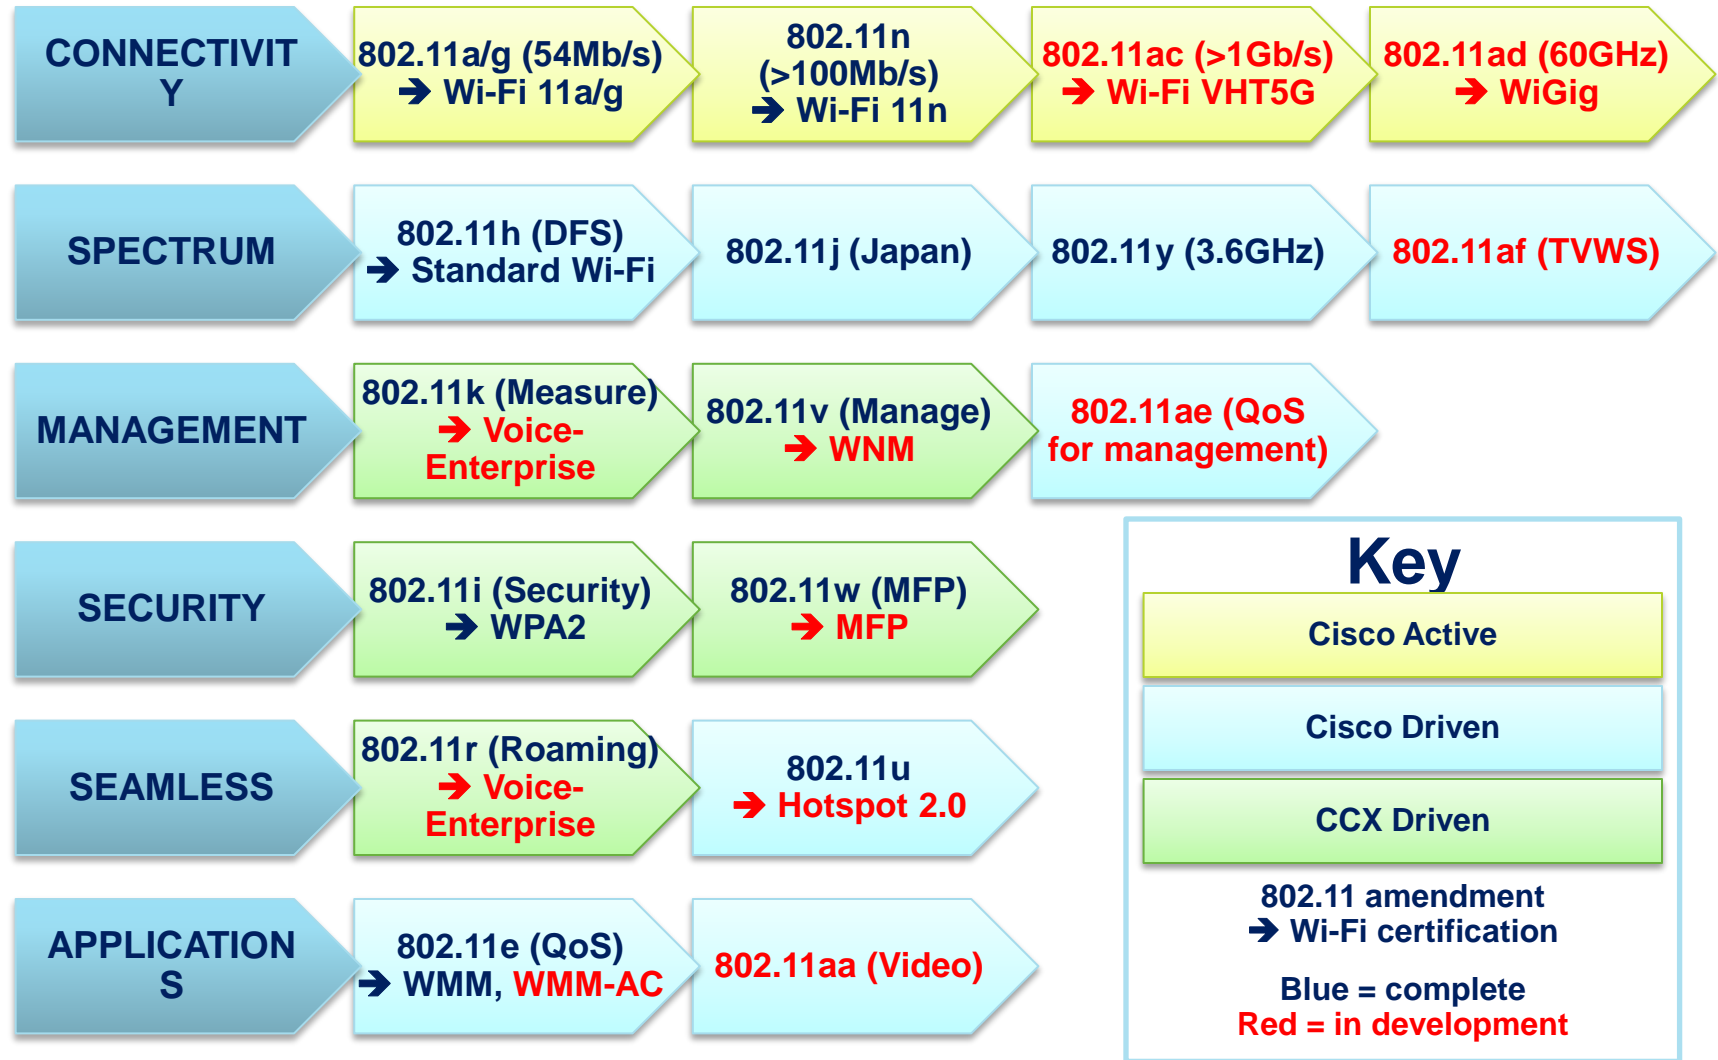 CONNECTIVIT
Y
802.11a/g (54Mb/s)
➔ Wi-Fi 11a/g
802.11n
(>100Mb/s)
➔ Wi-Fi 11n
802.11ac (>1Gb/s)
➔ Wi-Fi VHT5G
802.11ad (60GHz)
➔ WiGig
SPECTRUM
802.11h (DFS)
➔ Standard Wi-Fi
802.11j (Japan)
802.11y (3.6GHz)
802.11af (TVWS)
MANAGEMENT
802.11k (Measure)
➔ Voice-
Enterprise
802.11v (Manage)
➔ WNM
802.11ae (QoS
for management)
SECURITY
802.11i (Security)
➔ WPA2
802.11w (MFP)
➔ MFP
SEAMLESS
802.11r (Roaming)
➔ Voice-
Enterprise
802.11u
➔ Hotspot 2.0
APPLICATION
S
802.11e (QoS)
➔ WMM, WMM-AC
802.11aa (Video)
Key
Cisco Active
Cisco Driven
CCX Driven
802.11 amendment
➔ Wi-Fi certification
Blue = complete
Red = in development